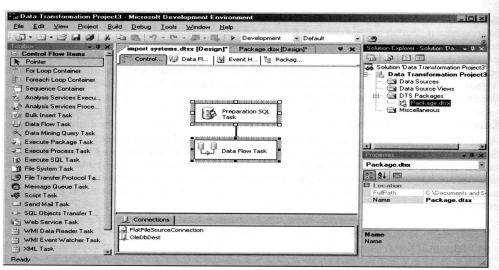 Data Transformation Project3 - Microsoft Development Environment
File Edit View Project Build Debug Tools Window Help
Development
Default
Toolbox
Control Flow Items
Pointer
For Loop Container
Foreach Loop Container
Sequence Container
Analysis Services Execu...
Analysis Services Proce...
Bulk Insert Task
Data Flow Task
Data Mining Query Task
Execute Package Task
Execute Process Task
Execute SQL Task
File System Task
File Transfer Protocol Ta...
Message Queue Task
Script Task
Send Mail Task
SQL Objects Transfer T...
Web Service Task
WMI Data Reader Task
WMI Event Watcher Task
XML Task
Ready
import systems.dtsx [Design]*
Package.dtsx [Design]*
Control...
Data Fl...
Event H...
Packag...
Preparation SQL
Task
Data Flow Task
Connections
FlatFileSourceConnection
OleDbDest
Solution Explorer - Solution 'Da...
Solution 'Data Transformation Project3'
Data Transformation Project3
Data Sources
Data Source Views
DTS Packages
Package.dtsx
Miscellaneous
Properties
Package.dtsx
Location
FullPath C:\Documents and S
Name Package.dtsx
Name
Name